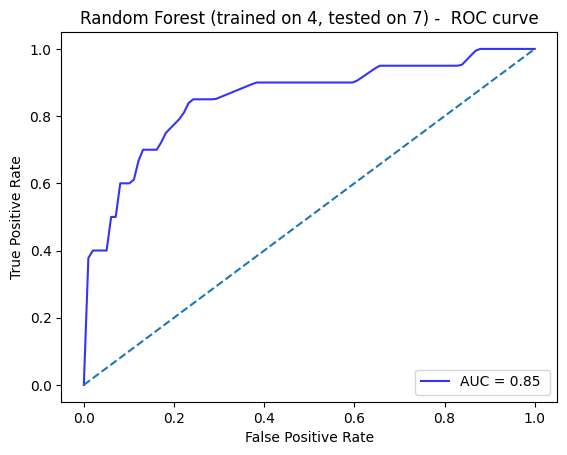 Random Forest (trained on 4, tested on 7) -  ROC curve
True Positive Rate
1.0
0.8
0.6
0.4
0.2
0.0
0.0 0.2 0.4 0.6 0.8 1.0
False Positive Rate
AUC = 0.85